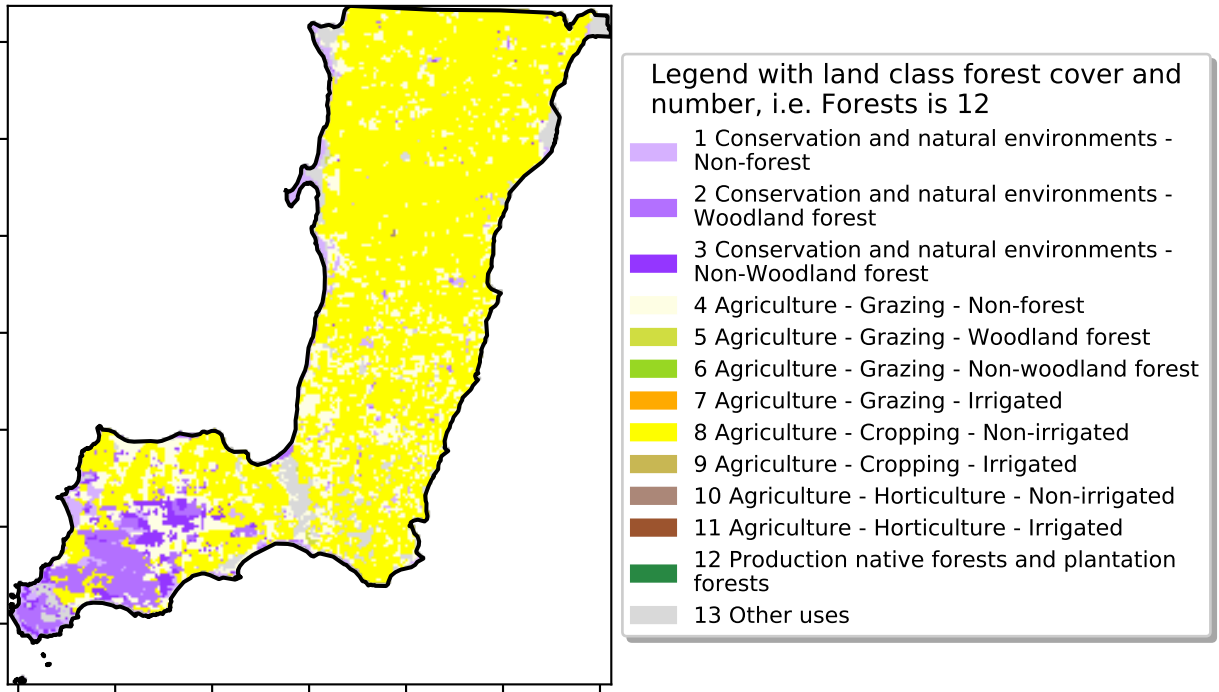 Legend with land class forest cover and
number, i.e. Forests is 12
1 Conservation and natural environments -
Non-forest
2 Conservation and natural environments -
Woodland forest
3 Conservation and natural environments -
Non-Woodland forest
4 Agriculture - Grazing - Non-forest
5 Agriculture - Grazing - Woodland forest
6 Agriculture - Grazing - Non-woodland forest
7 Agriculture - Grazing - Irrigated
8 Agriculture - Cropping - Non-irrigated
9 Agriculture - Cropping - Irrigated
10 Agriculture - Horticulture - Non-irrigated
11 Agriculture - Horticulture - Irrigated
12 Production native forests and plantation
forests
13 Other uses